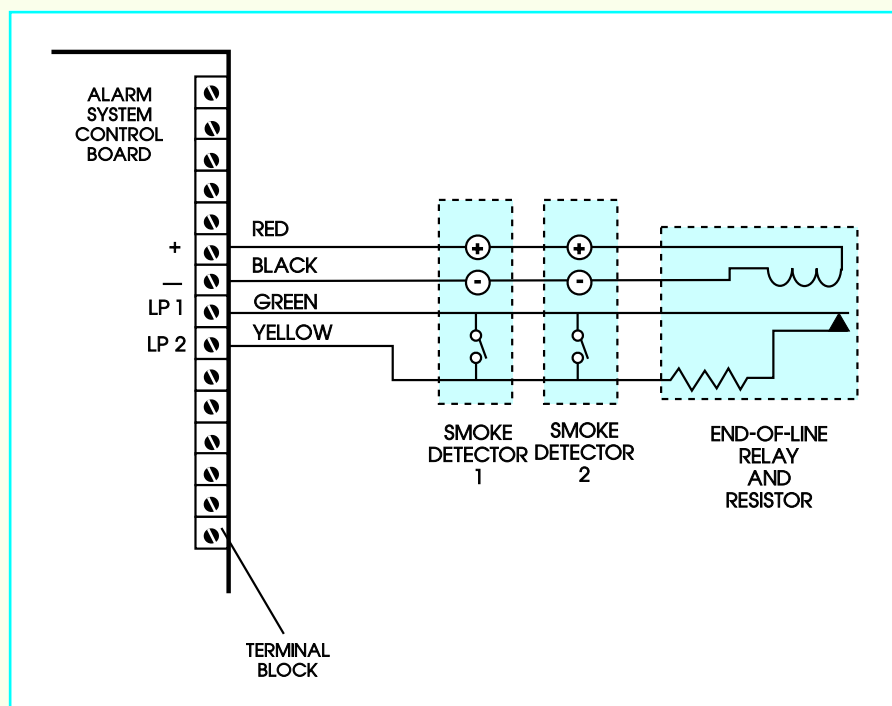 ALARM
SYSTEM
CONTROL
BOARD
+
—
LP 1
LP 2
RED
BLACK
GREEN
YELLOW
+
+
-
-
SMOKE
DETECTOR
1
SMOKE
DETECTOR
2
END-OF-LINE
RELAY
AND
RESISTOR
TERMINAL
BLOCK